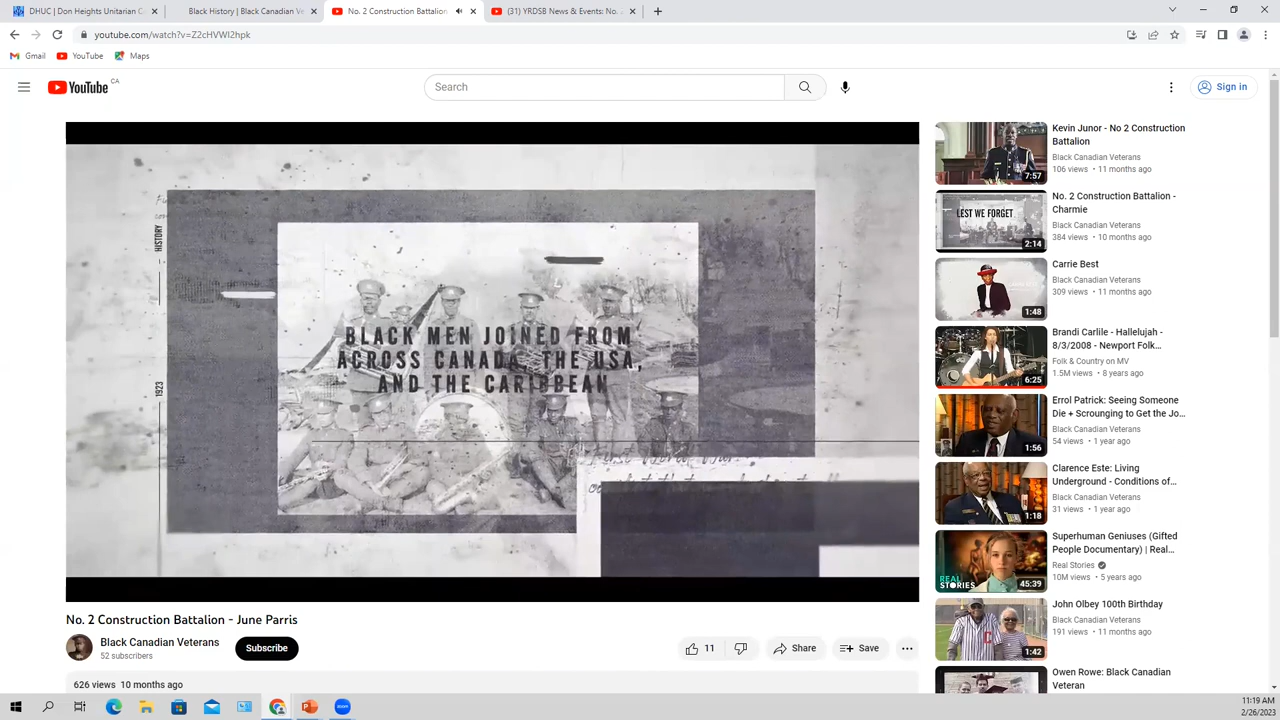 DHUC | Don Heights Unitarian C
Black History | Black Canadian Ve
No. 2 Construction Battalion
(31) YRDSB News & Events: No.
youtube.com/watch?v=Z2cHVWl2hpk
Gmail
YouTube
Maps
YouTube
CA
Search
Sign in
HISTORY
1923
BLACK MEN JOINED FROM
ACROSS CANADA, THE USA,
AND THE CARIBBEAN
First World War.
No. 2 Construction Battalion - June Parris
Black Canadian Veterans
52 subscribers
Subscribe
11
Share
Save
626 views 10 months ago
7:57
Kevin Junor - No 2 Construction
Battalion
Black Canadian Veterans
106 views • 11 months ago
LEST WE FORGET
2:14
No. 2 Construction Battalion -
Charmie
Black Canadian Veterans
384 views • 10 months ago
1:48
Carrie Best
Black Canadian Veterans
309 views • 11 months ago
6:25
Brandi Carlile - Hallelujah -
8/3/2008 - Newport Folk...
Folk & Country on MV
1.5M views • 8 years ago
1:56
Errol Patrick: Seeing Someone
Die + Scrounging to Get the Jo...
Black Canadian Veterans
54 views • 1 year ago
1:18
Clarence Este: Living
Underground - Conditions of...
Black Canadian Veterans
31 views • 1 year ago
REAL
STORIES
45:39
Superhuman Geniuses (Gifted
People Documentary) | Real...
Real Stories
10M views • 5 years ago
1:42
John Olbey 100th Birthday
Black Canadian Veterans
191 views • 11 months ago
Owen Rowe: Black Canadian
Veteran
zoom
11:19 AM
2/26/2023